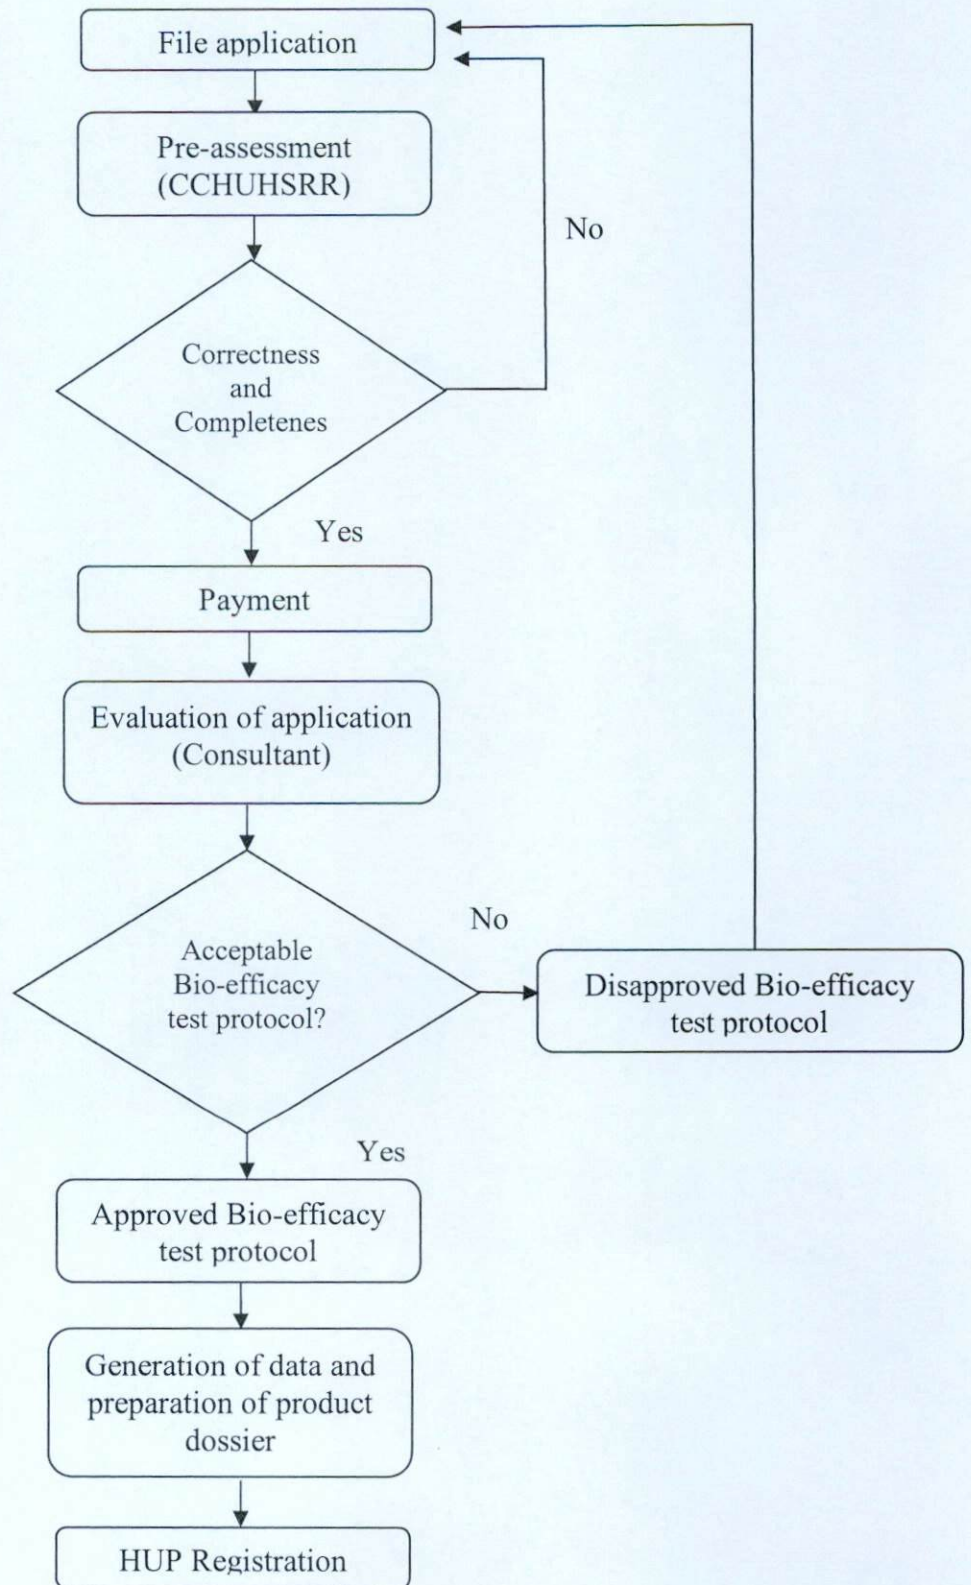 File application
Pre-assessment
(CCHUHSRR)
No
Correctness
and
Completenes
Yes
Payment
Evaluation of application
(Consultant)
No
Acceptable
Bio-efficacy
test protocol?
Disapproved Bio-efficacy
test protocol
Yes
Approved Bio-efficacy
test protocol
Generation of data and
preparation of product
dossier
HUP Registration